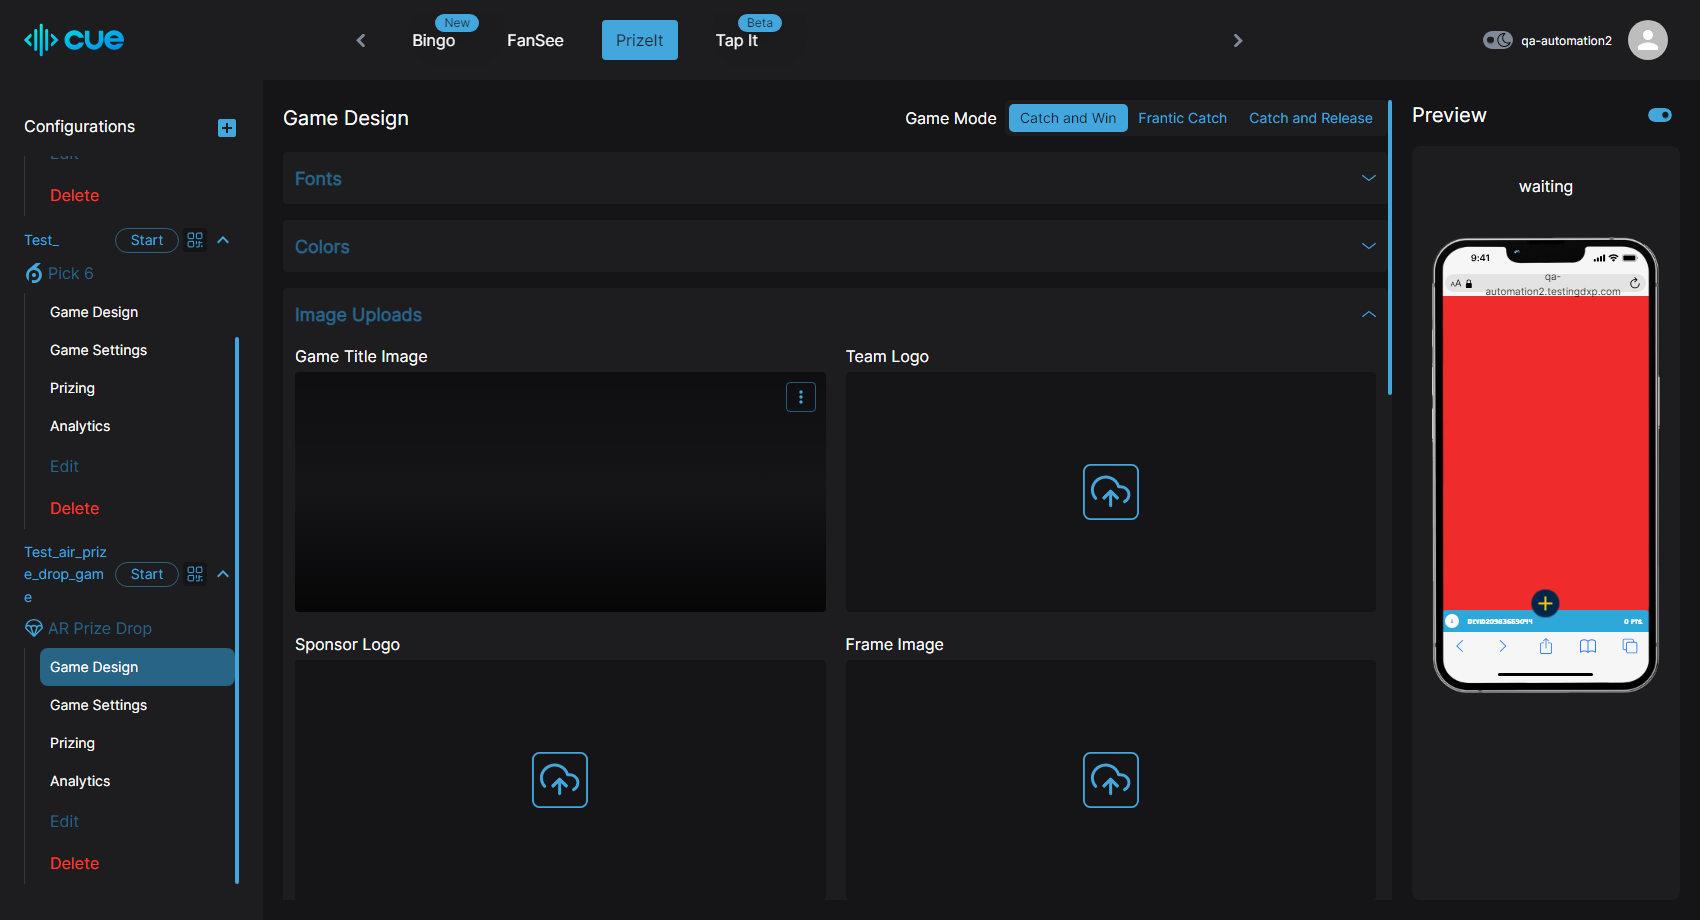 cue
New
Bingo
FanSee
PrizeIt
Beta
Tap It
qa-automation2
Configurations
Edit
Delete
Test_
Start
Pick 6
Game Design
Game Settings
Prizing
Analytics
Edit
Delete
Test_air_priz
e_drop_gam
e
Start
AR Prize Drop
Game Design
Game Settings
Prizing
Analytics
Edit
Delete
Game Design
Game Mode
Catch and Win
Frantic Catch
Catch and Release
Fonts
Colors
Image Uploads
Game Title Image
Team Logo
Sponsor Logo
Frame Image
Preview
waiting
9:41
AA
qa-
automation2.testingdxp.com
0 PTS.